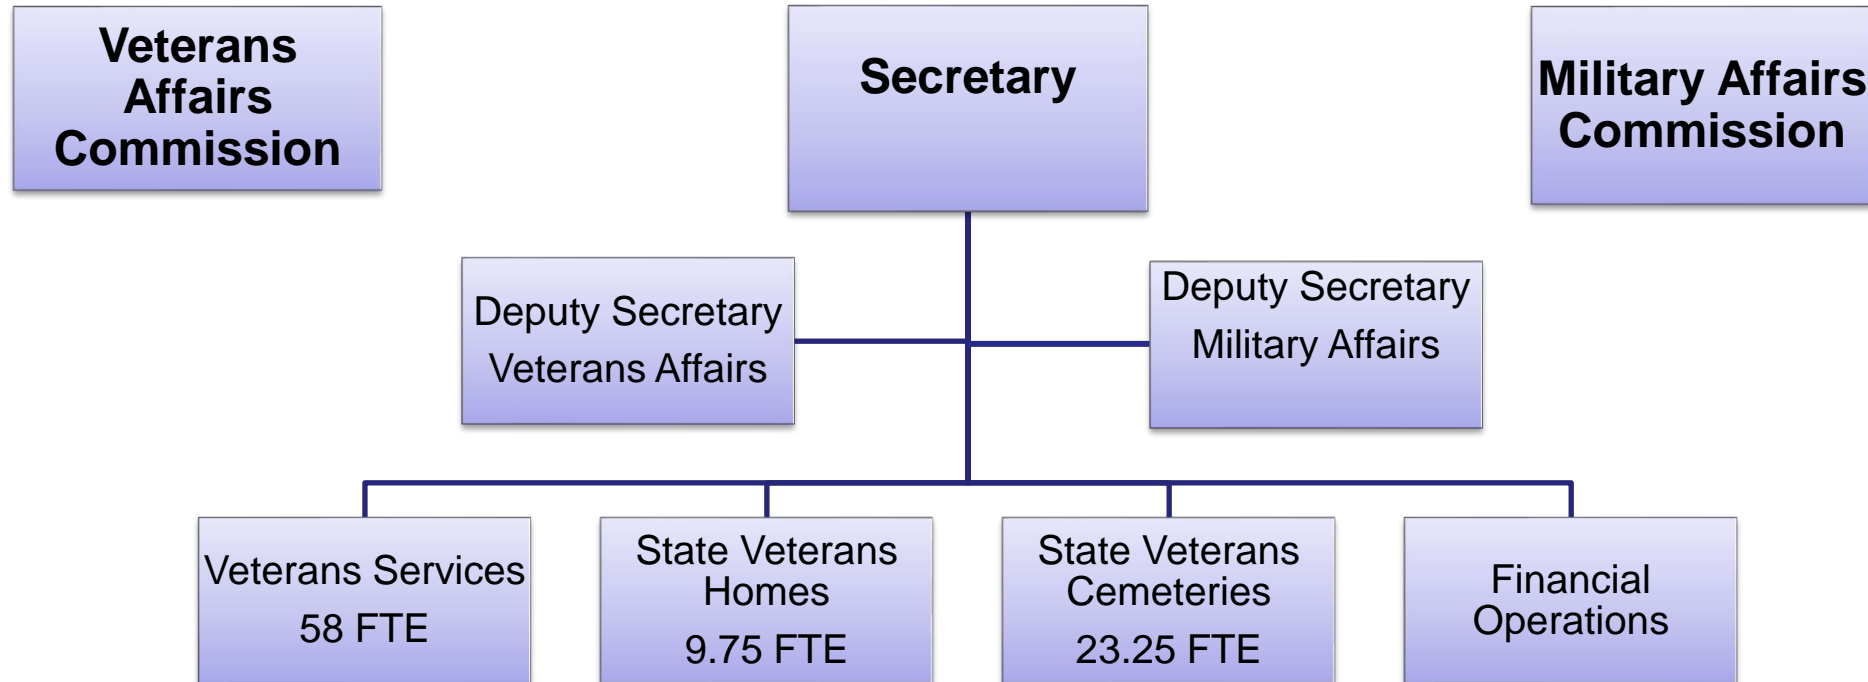 Veterans
Affairs
Commission
Secretary
Military Affairs
Commission
Deputy Secretary
Veterans Affairs
Deputy Secretary
Military Affairs
Veterans Services
58 FTE
State Veterans
Homes
9.75 FTE
State Veterans
Cemeteries
23.25 FTE
Financial
Operations